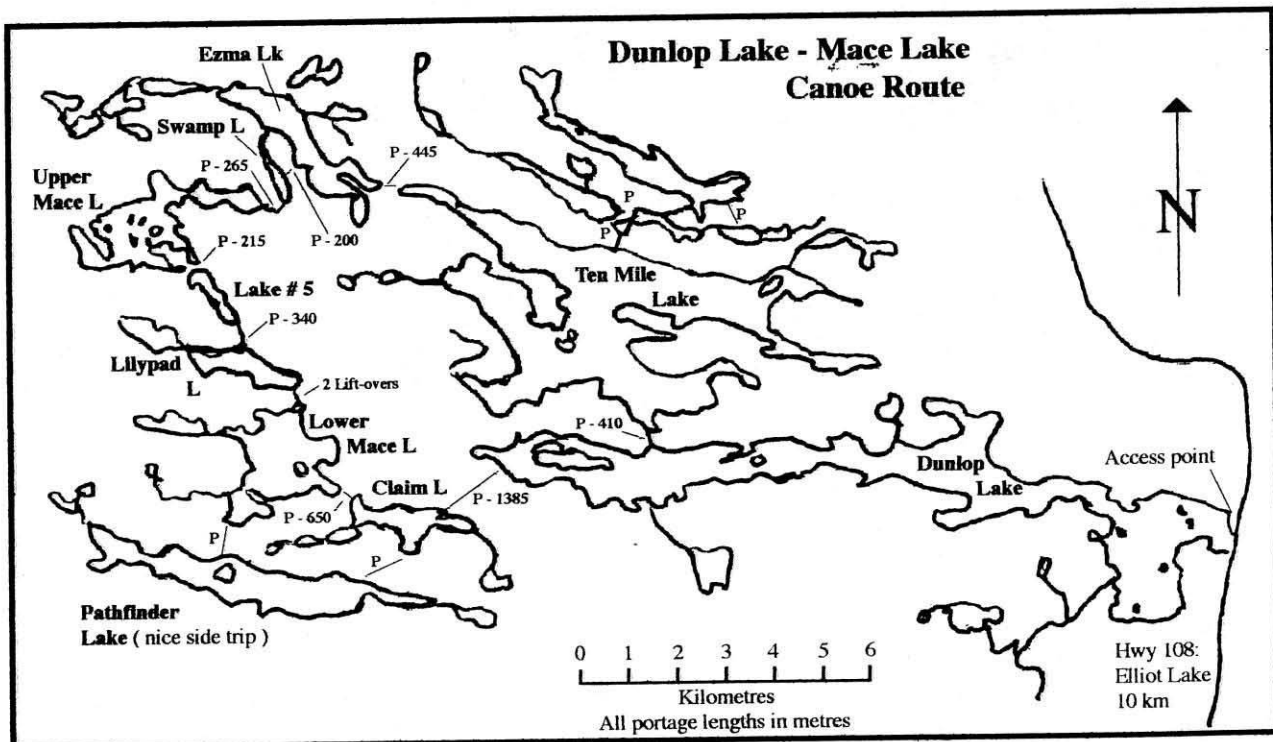 Dunlop Lake - Mace Lake
Canoe Route
Ezma Lk
Swamp L
P - 445
P - 265
Upper
Mace L
N
P
P
P - 215
P - 200
P
Ten Mile
Lake
Lake # 5
P - 340
Lilypad
L
2 Lift-overs
Lower
Mace L
P - 410
Dunlop
Lake
Access point
Claim L
P - 1385
P - 650
P
P
Pathfinder
Lake ( nice side trip )
0 1 2 3 4 5 6
Kilometres
All portage lengths in metres
Hwy 108:
Elliot Lake
10 km